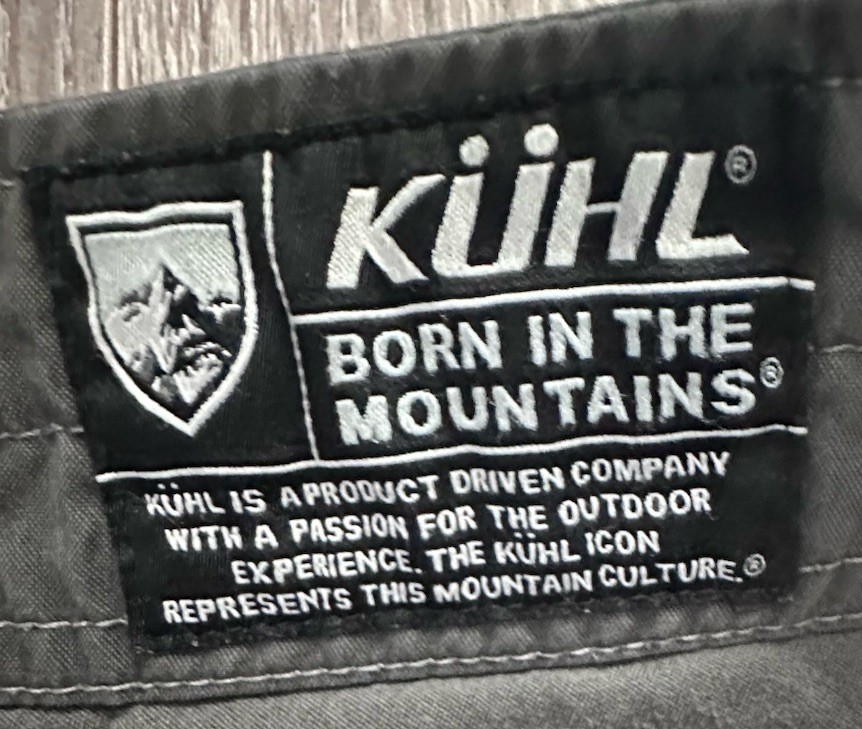 KÜHL®
BORN IN THE
MOUNTAINS®
KÜHL IS A PRODUCT DRIVEN COMPANY
WITH A PASSION FOR THE OUTDOOR
EXPERIENCE. THE KÜHL ICON
REPRESENTS THIS MOUNTAIN CULTURE.®